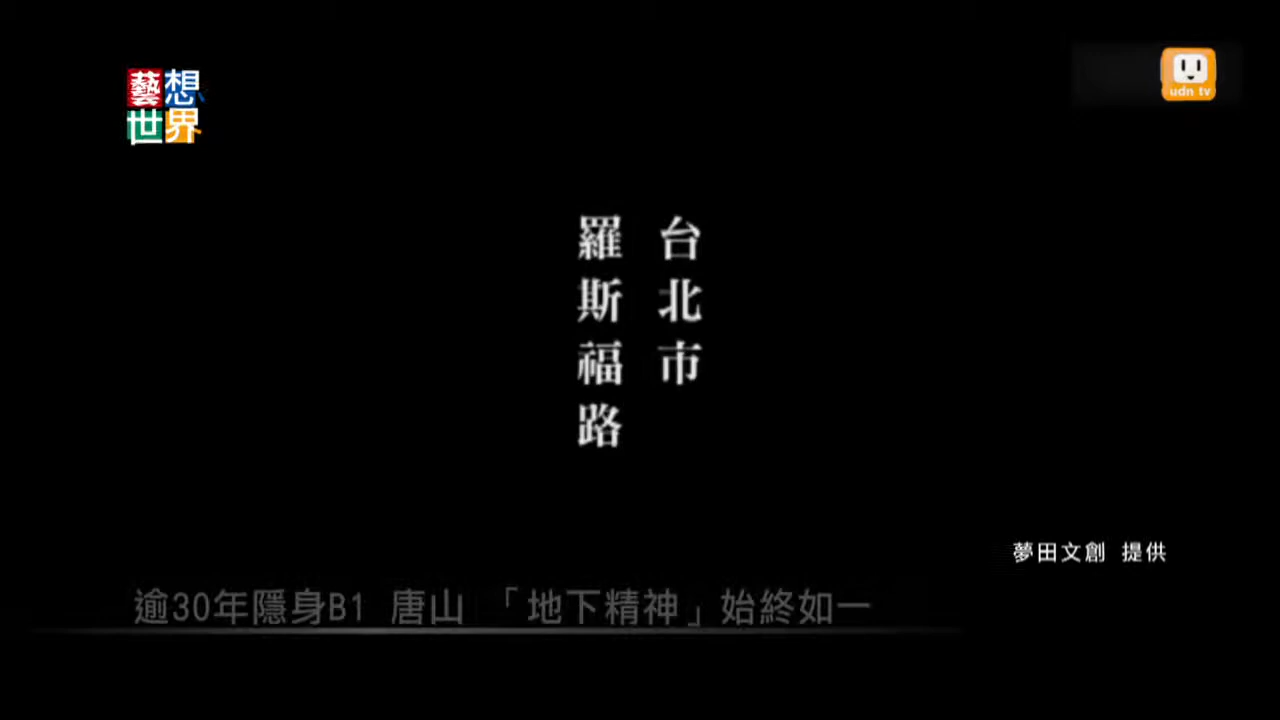 藝想
世界
udn tv
台北市
羅斯福路
夢田文創 提供
逾30年隱身B1 唐山 「地下精神」始終如一